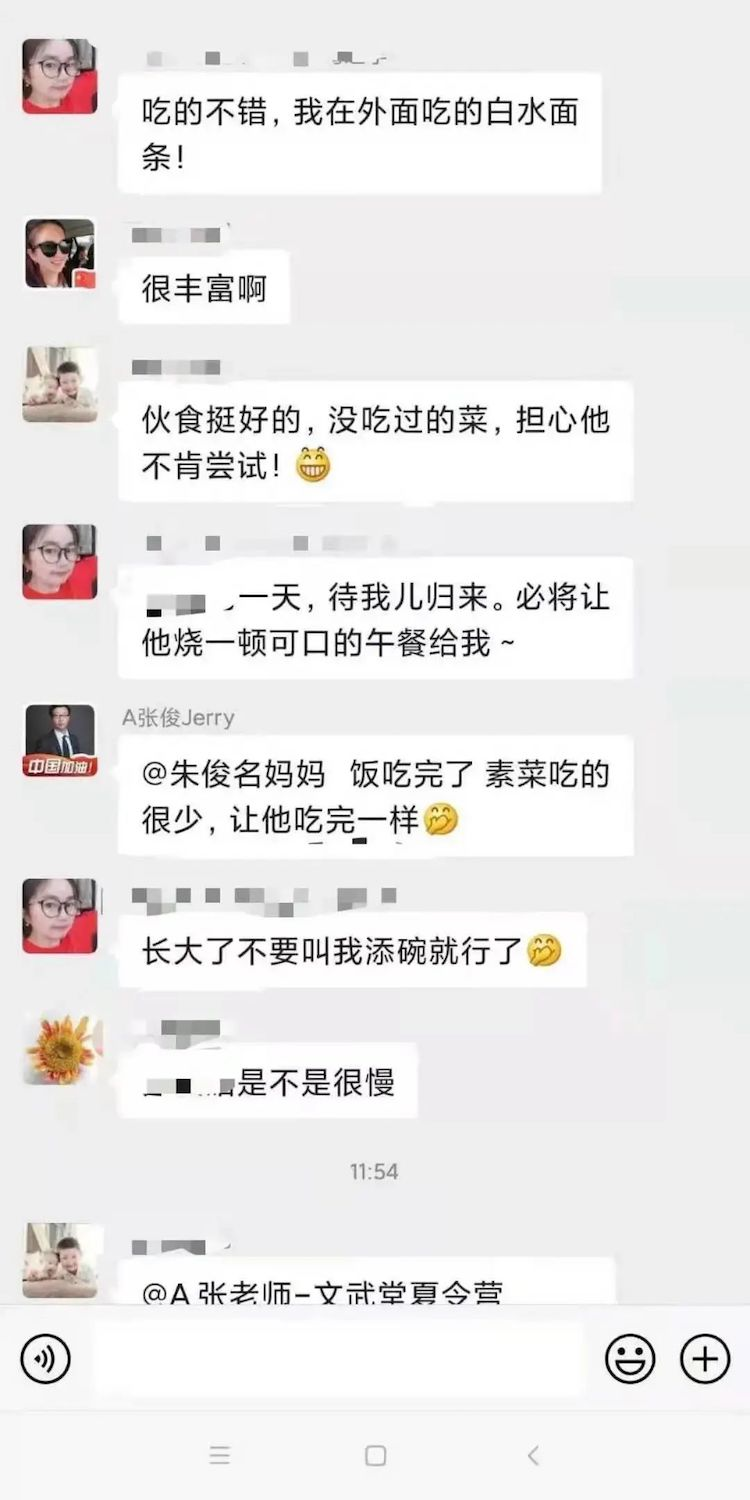 吃的不错，我在外面吃的白水面
条！
很丰富啊
伙食挺好的，没吃过的菜，担心他
不肯尝试！
一天，待我儿归来。必将让
他烧一顿可口的午餐给我～
A张俊Jerry
中国加油!
@朱俊名妈妈 饭吃完了 素菜吃的
很少，让他吃完一样
长大了不要叫我添碗就行了
是不是很慢
11:54
@A 张老师-文武堂夏令营